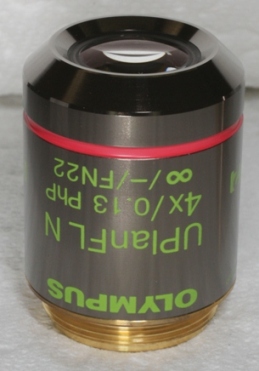 OLYMPUS
UPlanFL N
4X/0.13 PhP
∞/-/FN22